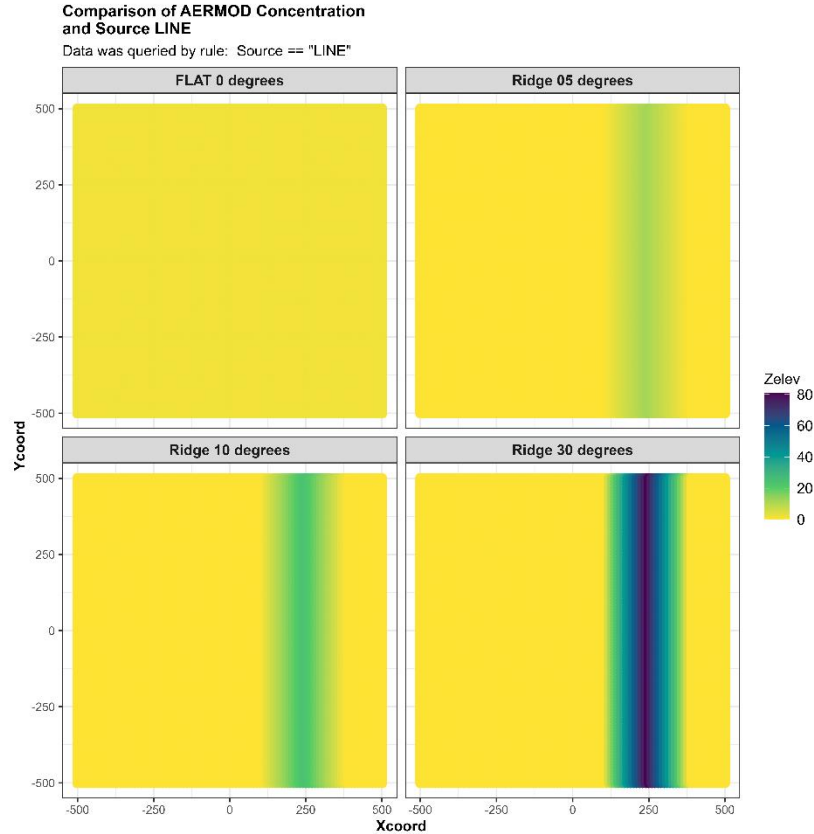 Comparison of AERMOD Concentration
and Source LINE
Data was queried by rule:  Source == "LINE"
FLAT 0 degrees
Ridge 05 degrees
500
250
0
-250
-500
Ycoord
Zelev
80
60
40
20
0
Ridge 10 degrees
Ridge 30 degrees
500
250
0
-250
-500
-500 -250 0 250 500
-500 -250 0 250 500
Xcoord